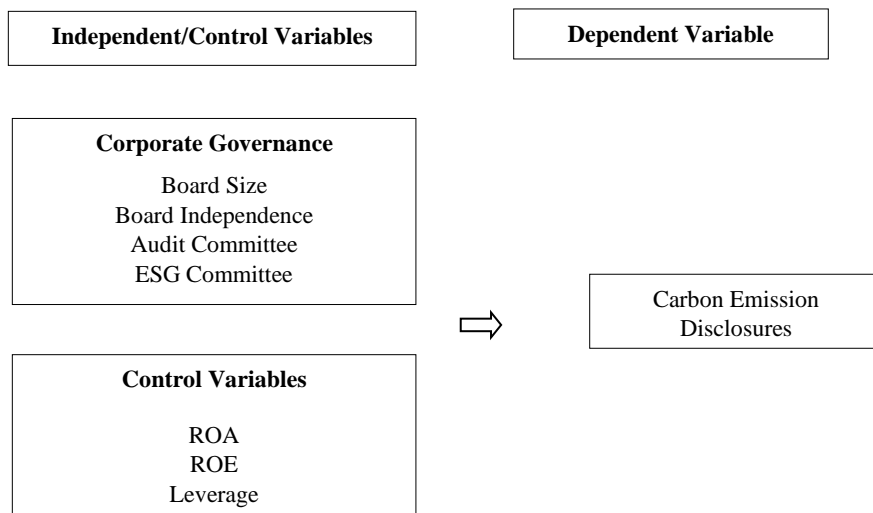 Independent/Control Variables
Dependent Variable
Corporate Governance
Board Size
Board Independence
Audit Committee
ESG Committee
Carbon Emission
Disclosures
Control Variables
ROA
ROE
Leverage